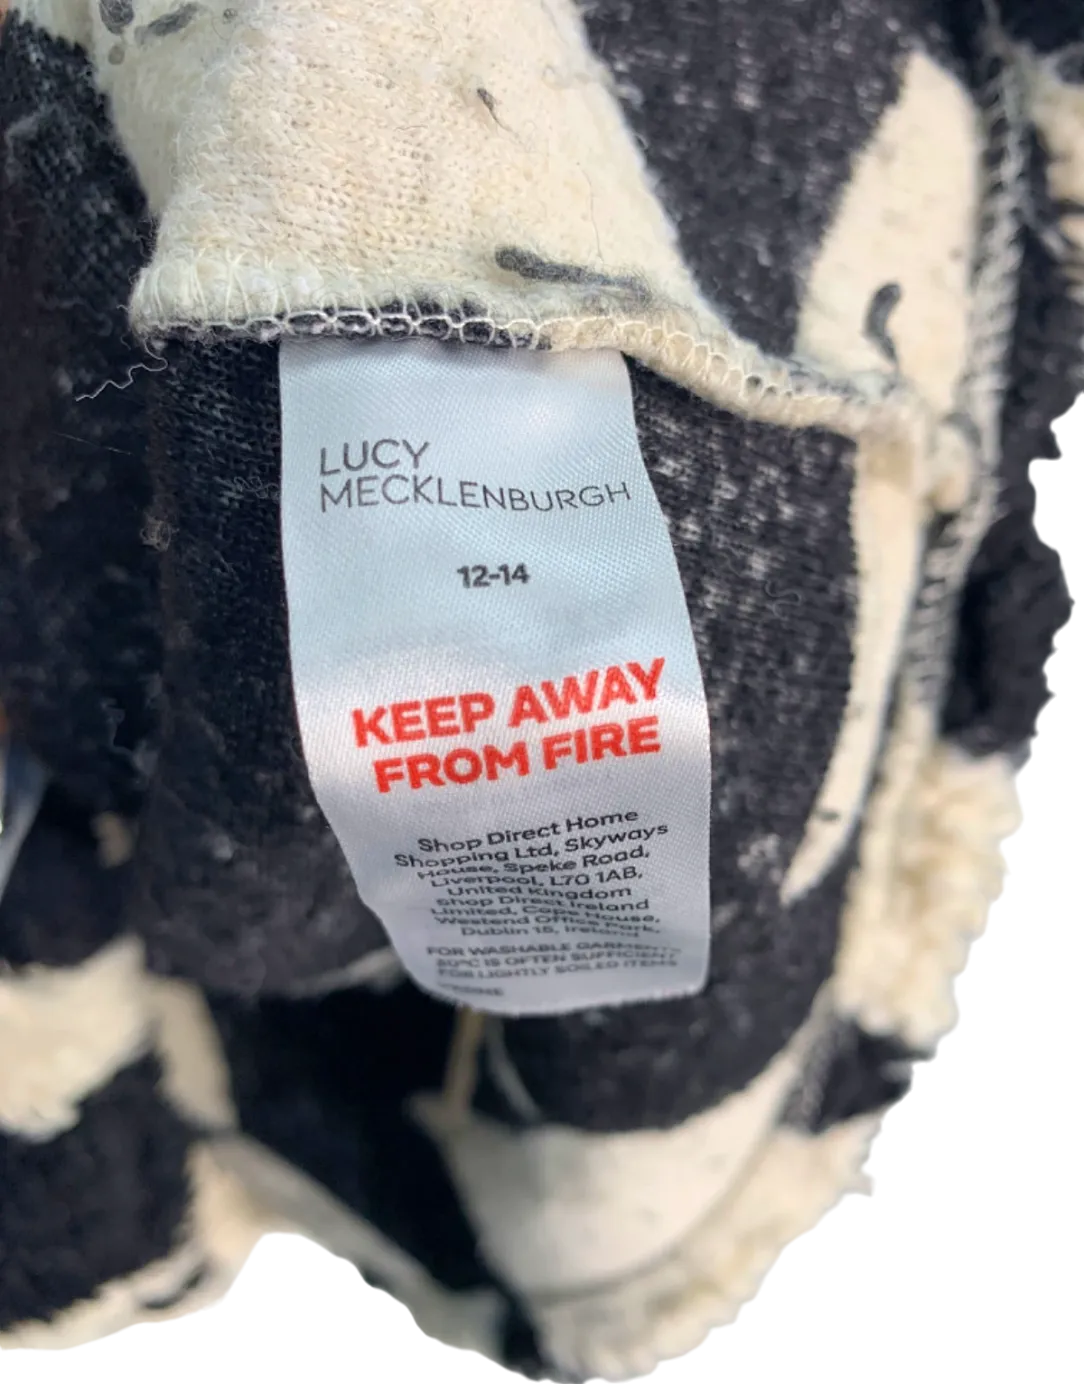 LUCY
MECKLENBURGH
12-14
KEEP AWAY
FROM FIRE
Shop Direct Home
Shopping Ltd, Skyways
House, Speke Road,
Liverpool, L70 1AB,
United Kingdom
Shop Direct Ireland
Limited, Cape House,
Westend Office Park,
Dublin 15, Ireland
FOR WASHABLE GARMENTS
30°C IS OFTEN SUFFICIENT
FOR LIGHTLY SOILED ITEMS